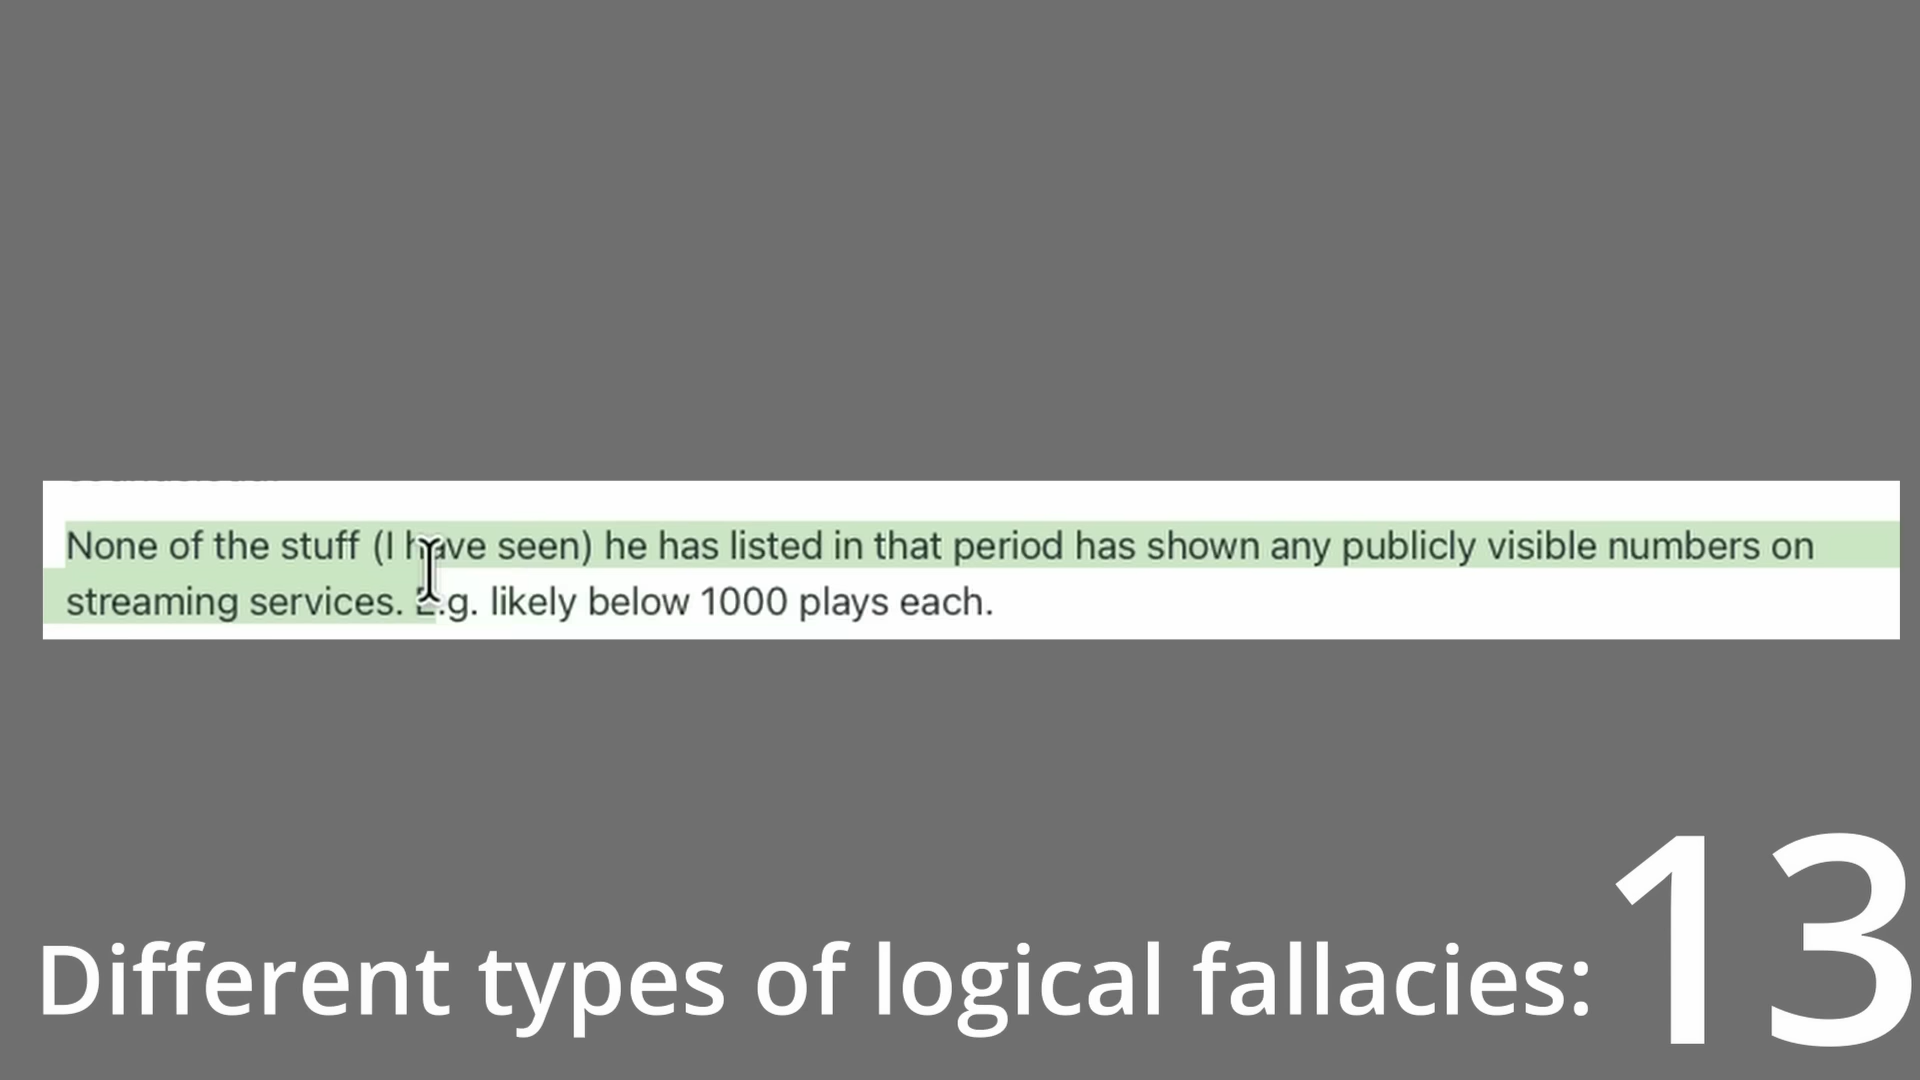 None of the stuff (I have seen) he has listed in that period has shown any publicly visible numbers on
streaming services. E.g. likely below 1000 plays each.
Different types of logical fallacies: 13